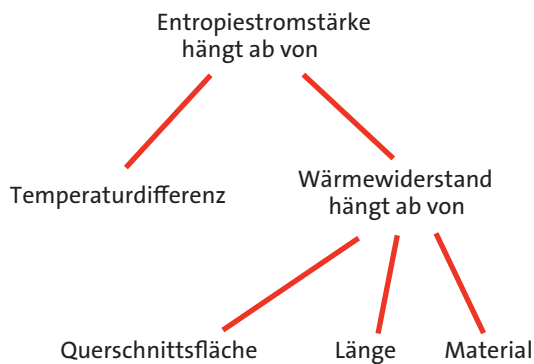 Entropiestromstärke
hängt ab von
Temperaturdifferenz
Wärmewiderstand
hängt ab von
Querschnittsfläche
Länge
Material